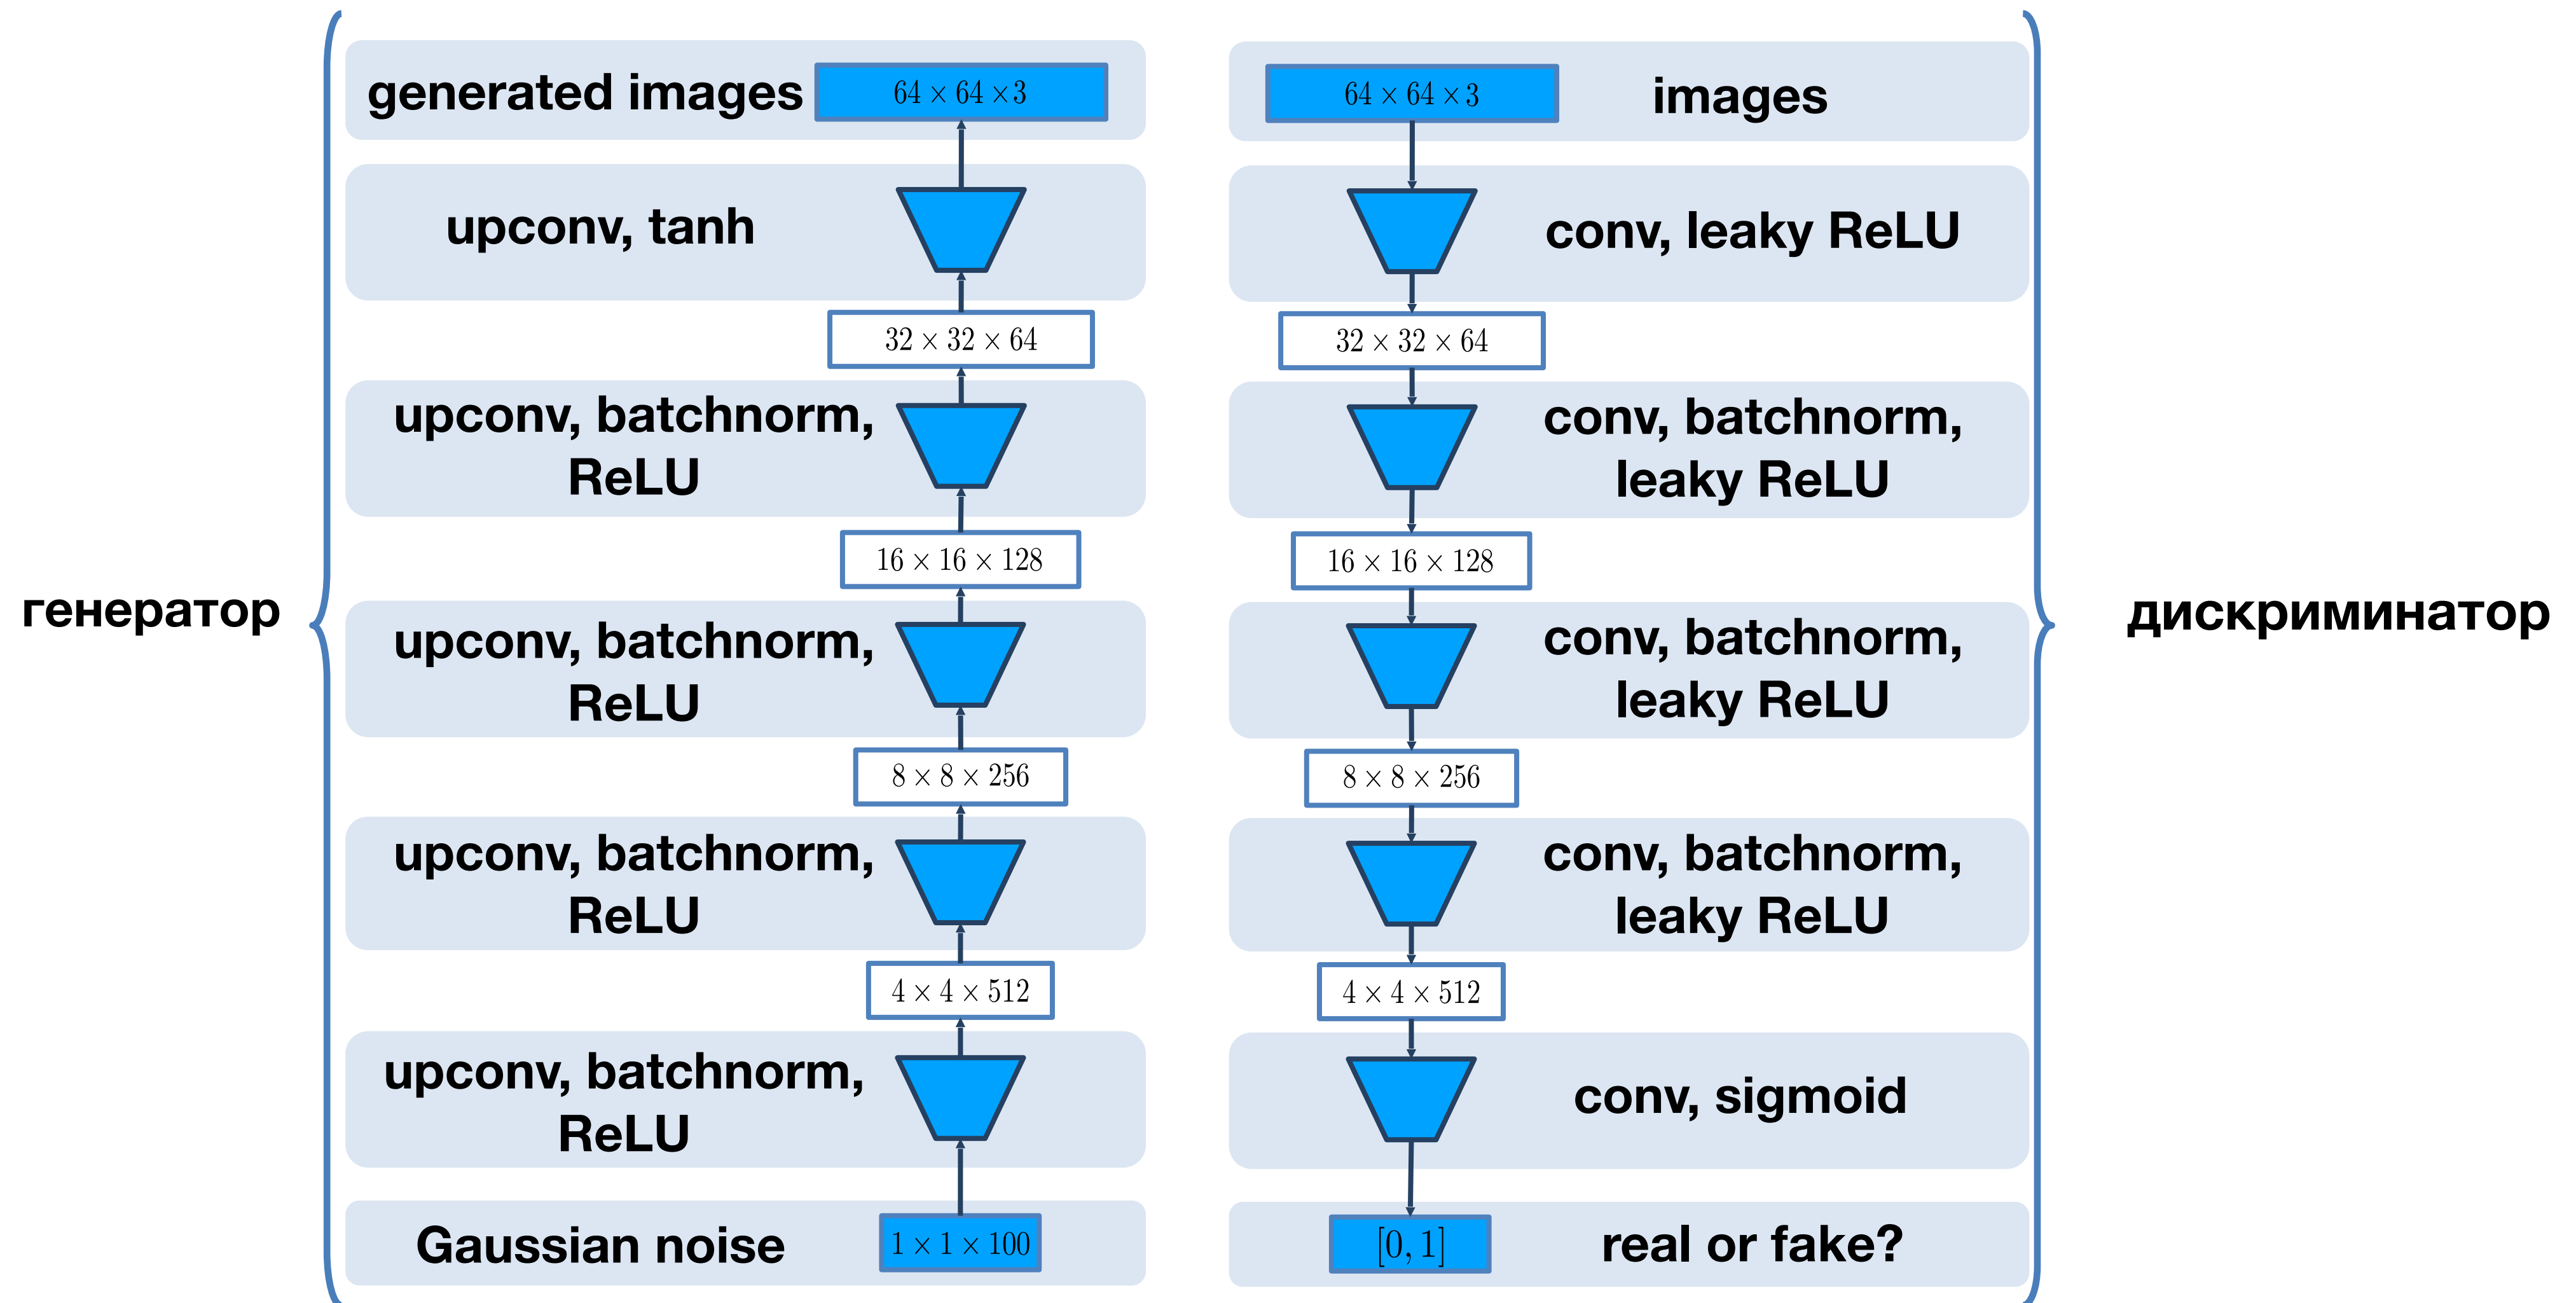 генератор
generated images
64 × 64 × 3
upconv, tanh
32 × 32 × 64
upconv, batchnorm,
ReLU
16 × 16 × 128
upconv, batchnorm,
ReLU
8 × 8 × 256
upconv, batchnorm,
ReLU
4 × 4 × 512
upconv, batchnorm,
ReLU
Gaussian noise
1 × 1 × 100
64 × 64 × 3
images
conv, leaky ReLU
32 × 32 × 64
conv, batchnorm,
leaky ReLU
16 × 16 × 128
conv, batchnorm,
leaky ReLU
8 × 8 × 256
conv, batchnorm,
leaky ReLU
4 × 4 × 512
conv, sigmoid
[0, 1]
real or fake?
дискриминатор